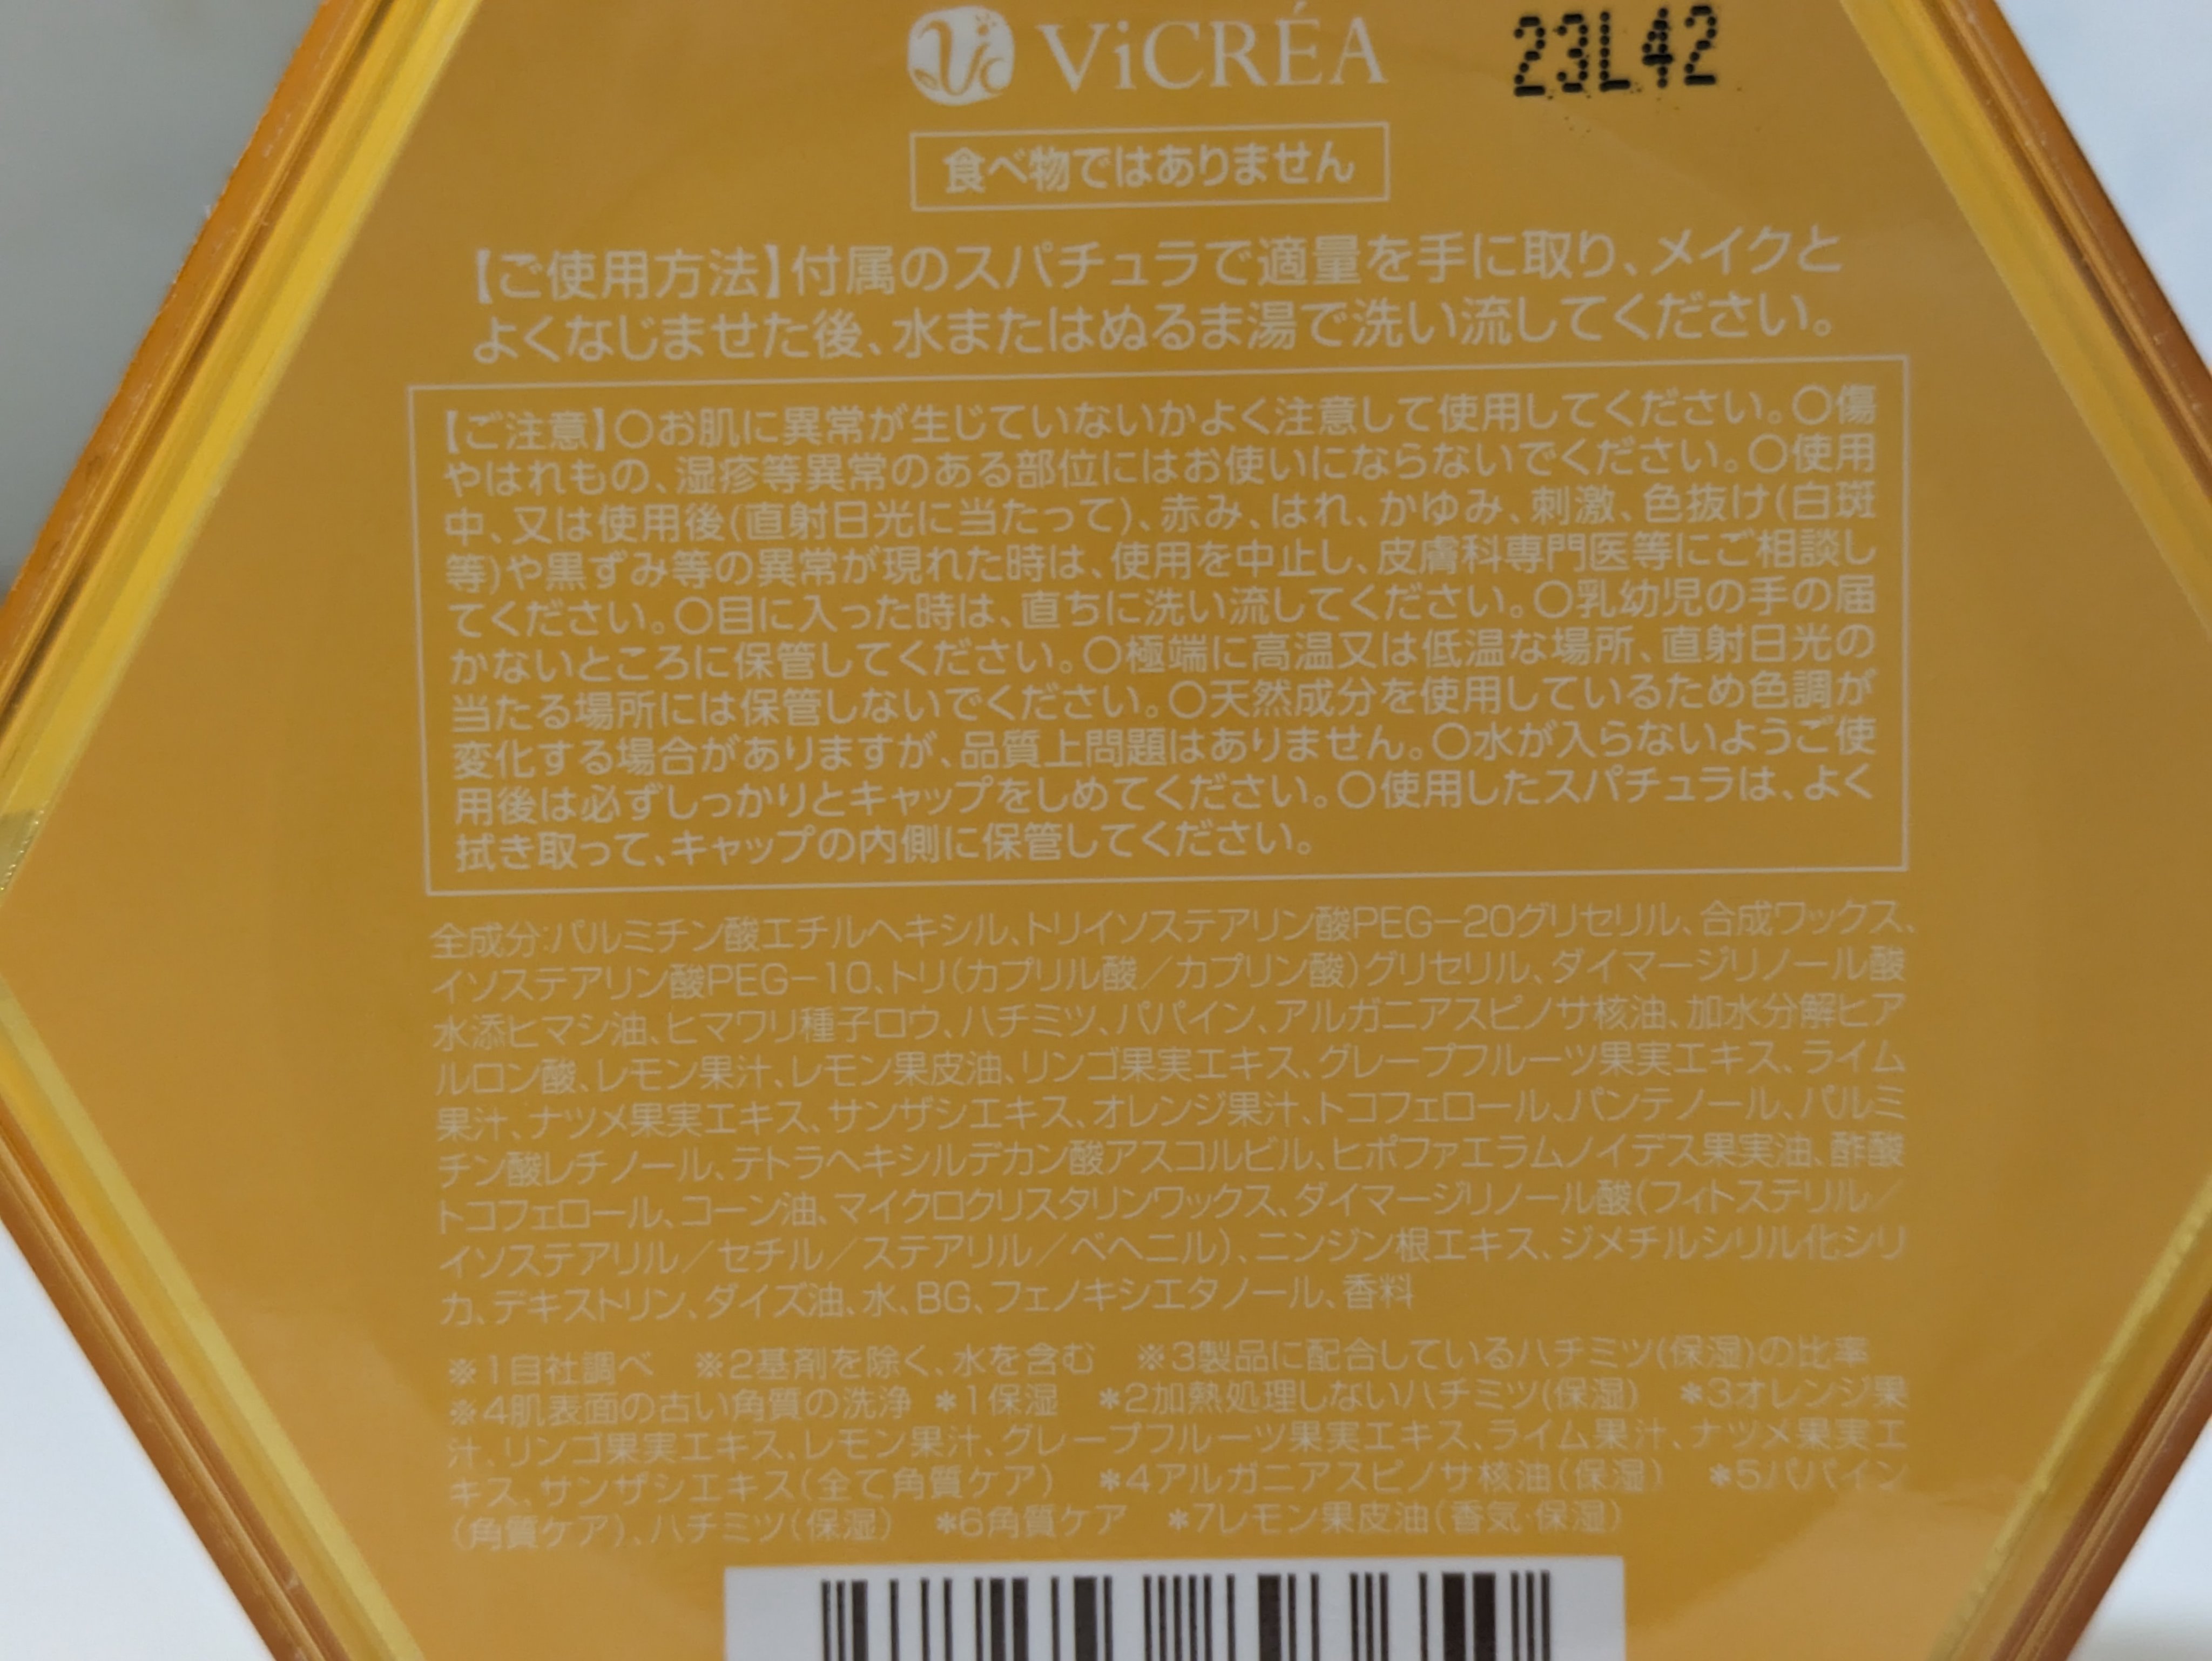 ViCRÉA
23L42
食べ物ではありません
【ご使用方法】付属のスパチュラで適量を手に取り、メイクと
よくなじませた後、水またはぬるま湯で洗い流してください。
【ご注意】○お肌に異常が生じていないかよく注意して使用してください。○傷
やはれもの、湿疹等異常のある部位にはお使いにならないでください。○使用
中、又は使用後(直射日光に当たって)、赤み、はれ、かゆみ、刺激、色抜け(白斑
等)や黒ずみ等の異常が現れた時は、使用を中止し、皮膚科専門医等にご相談し
てください。○目に入った時は、直ちに洗い流してください。○乳幼児の手の届
かないところに保管してください。○極端に高温又は低温な場所、直射日光の
当たる場所には保管しないでください。○天然成分を使用しているため色調が
変化する場合がありますが、品質上問題はありません。○水が入らないようご使
用後は必ずしっかりとキャップをしめてください。○使用したスパチュラは、よく
拭き取って、キャップの内側に保管してください。
全成分:パルミチン酸エチルヘキシル、トリイソステアリン酸PEG－20グリセリル、合成ワックス、
イソステアリン酸PEG－10、トリ(カプリル酸／カプリン酸)グリセリル、ダイマージリノール酸
水添ヒマシ油、ヒマワリ種子ロウ、ハチミツ、パパイン、アルガニアスピノサ核油、加水分解ヒア
ルロン酸、レモン果汁、レモン果皮油、リンゴ果実エキス、グレープフルーツ果実エキス、ライム
果汁、ナツメ果実エキス、サンザシエキス、オレンジ果汁、トコフェロール、パンテノール、パルミ
チン酸レチノール、テトラヘキシルデカン酸アスコルビル、ヒポファエラムノイデス果実油、酢酸
トコフェロール、コーン油、マイクロクリスタリンワックス、ダイマージリノール酸(フィトステリル／
イソステアリル／セチル／ステアリル／ベヘニル)、ニンジン根エキス、ジメチルシリル化シリ
カ、デキストリン、ダイズ油、水、BG、フェノキシエタノール、香料
※1自社調べ ※2基剤を除く、水を含む ※3製品に配合しているハチミツ(保湿)の比率
※4肌表面の古い角質の洗浄 *1保湿 *2加熱処理しないハチミツ(保湿) *3オレンジ果
汁、リンゴ果実エキス、レモン果汁、グレープフルーツ果実エキス、ライム果汁、ナツメ果実エ
キス、サンザシエキス(全て角質ケア) *4アルガニアスピノサ核油(保湿) *5パパイン
(角質ケア)、ハチミツ(保湿) *6角質ケア *7レモン果皮油(香気・保湿)